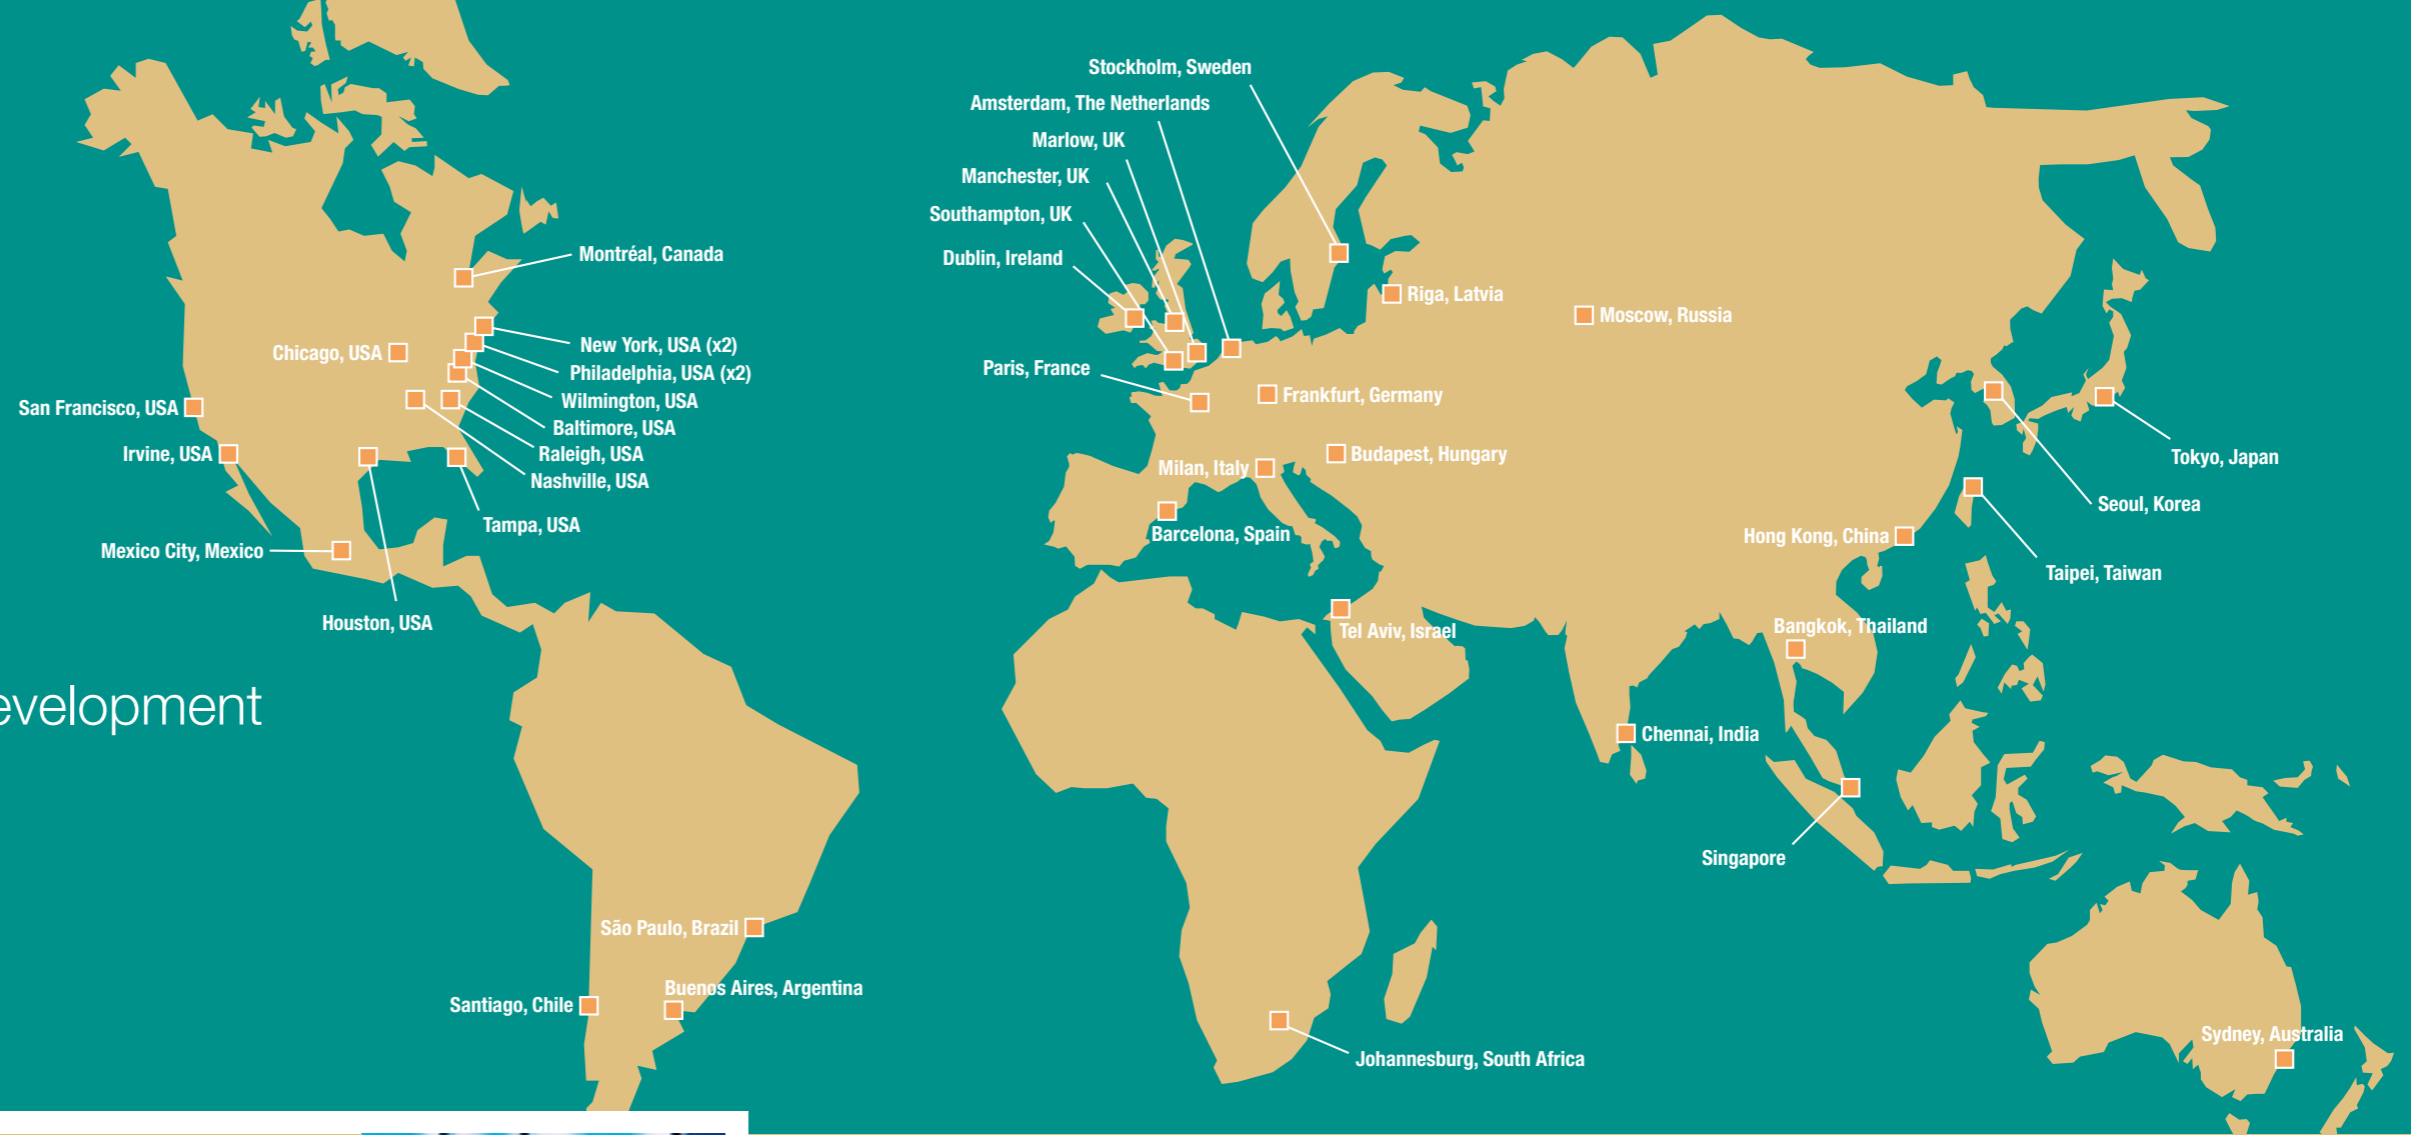 Stockholm, Sweden
Amsterdam, The Netherlands
Marlow, UK
Manchester, UK
Southampton, UK
Dublin, Ireland
Montréal, Canada
Riga, Latvia
Moscow, Russia
New York, USA (x2)
Chicago, USA
Philadelphia, USA (x2)
Paris, France
Frankfurt, Germany
Wilmington, USA
San Francisco, USA
Baltimore, USA
Irvine, USA
Raleigh, USA
Budapest, Hungary
Tokyo, Japan
Milan, Italy
Nashville, USA
Seoul, Korea
Tampa, USA
Barcelona, Spain
Hong Kong, China
Mexico City, Mexico
Taipei, Taiwan
Houston, USA
Tel Aviv, Israel
Bangkok, Thailand
evelopment
Chennai, India
Singapore
São Paulo, Brazil
Buenos Aires, Argentina
Santiago, Chile
Sydney, Australia
Johannesburg, South Africa